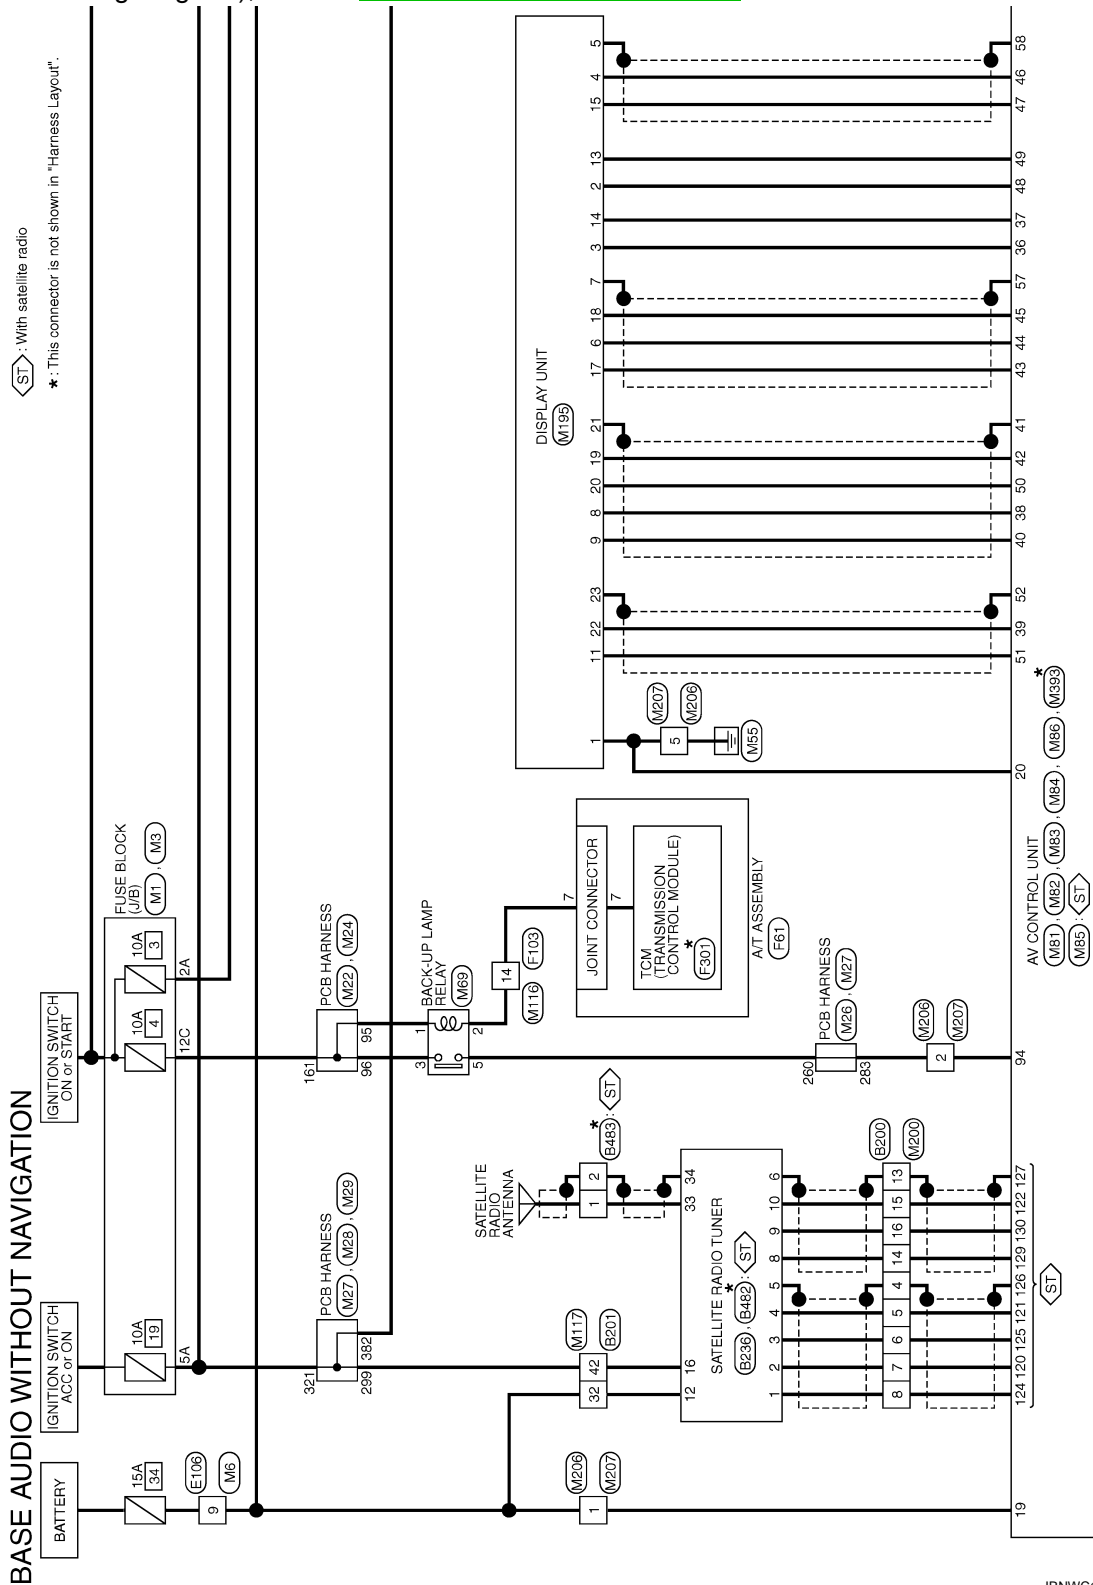 BASE AUDIO WITHOUT NAVIGATION
ST : With satellite radio
* : This connector is not shown in "Harness Layout".
BATTERY
15A
34
E106
9
M6
IGNITION SWITCH
ACC or ON
10A
19
5A
IGNITION SWITCH
ON or START
10A
4
12C
10A
3
2A
FUSE BLOCK
(J/B)
M1 , M3
321
299
382
PCB HARNESS
M27 , M28 , M29
161
96
95
PCB HARNESS
M22 , M24
3
1
5
2
BACK-UP LAMP
RELAY
M69
M116
14
F103
7
JOINT CONNECTOR
7
TCM
(TRANSMISSION
CONTROL MODULE)
*
F301
A/T ASSEMBLY
F61
M206
1
M207
32
42
M117
B201
SATELLITE
RADIO
ANTENNA
1
2
*
B483 : ST
12
16
33
34
SATELLITE RADIO TUNER
*
B236 , B482 : ST
1
2
3
4
5
8
9
10
6
8
7
6
5
4
14
16
15
13
B200
M200
260
283
PCB HARNESS
M26 , M27
2
M206
M207
DISPLAY UNIT
M195
1
11
22
23
9
8
20
19
21
17
6
18
7
3
14
2
13
15
4
5
5
M207
M206
M55
19
124
120
125
121
126
129
130
122
127
ST
94
20
51
39
52
40
38
50
42
41
43
44
45
57
36
37
48
49
47
46
58
AV CONTROL UNIT
*
M81 , M82 , M83 , M84 , M86 , M393
M85 : ST